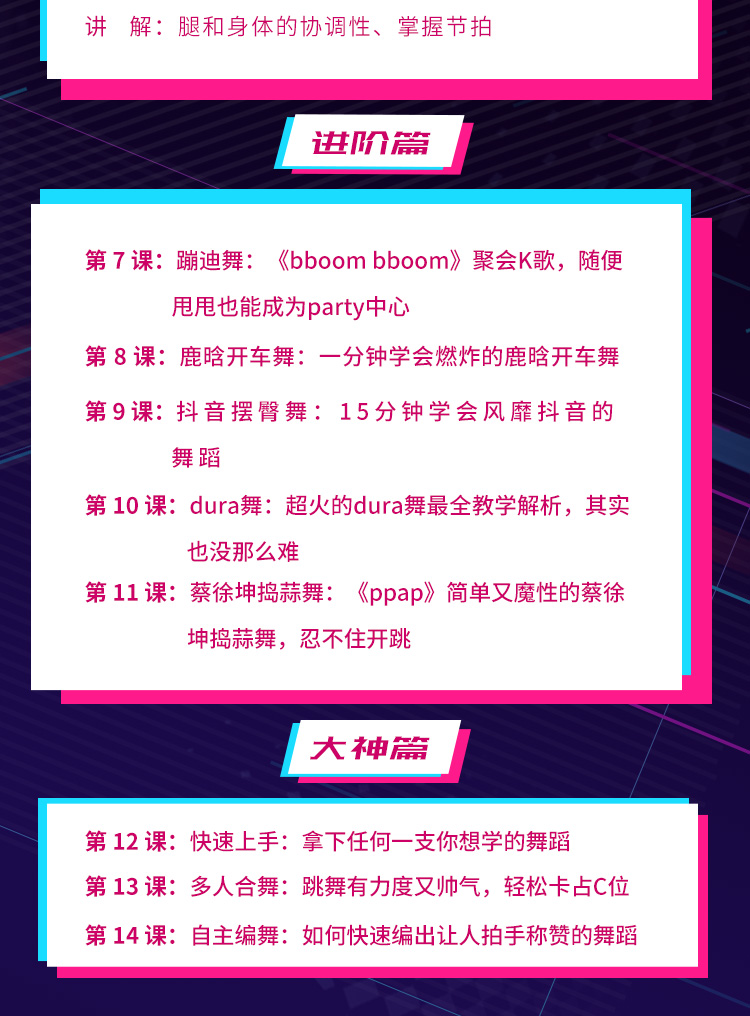 讲 解：腿和身体的协调性、掌握节拍
进阶篇
第 7 课：蹦迪舞：《bboom bboom》聚会K歌，随便
甩甩也能成为party中心
第 8 课：鹿晗开车舞：一分钟学会燃炸的鹿晗开车舞
第 9 课：抖音摆臀舞：15分钟学会风靡抖音的
舞蹈
第 10 课：dura舞：超火的dura舞最全教学解析，其实
也没那么难
第 11 课：蔡徐坤捣蒜舞：《ppap》简单又魔性的蔡徐
坤捣蒜舞，忍不住开跳
大神篇
第 12 课：快速上手：拿下任何一支你想学的舞蹈
第 13 课：多人合舞：跳舞有力度又帅气，轻松卡占C位
第 14 课：自主编舞：如何快速编出让人拍手称赞的舞蹈